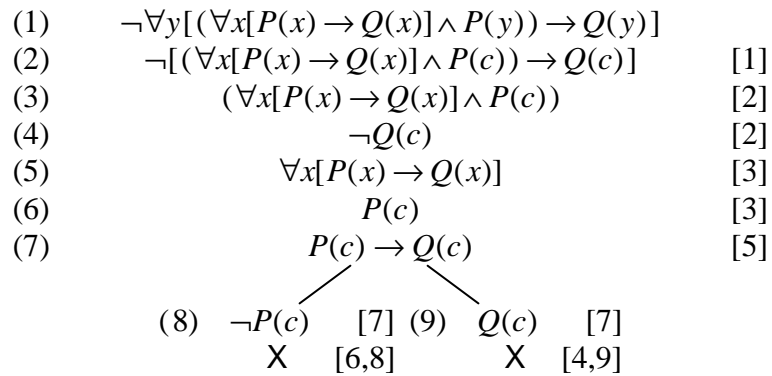 (1) ¬∀y[(∀x[P(x) → Q(x)] ∧ P(y)) → Q(y)]
(2) ¬[(∀x[P(x) → Q(x)] ∧ P(c)) → Q(c)] [1]
(3) (∀x[P(x) → Q(x)] ∧ P(c)) [2]
(4) ¬Q(c) [2]
(5) ∀x[P(x) → Q(x)] [3]
(6) P(c) [3]
(7) P(c) → Q(c) [5]
(8) ¬P(c) [7] (9) Q(c) [7]
X [6,8] X [4,9]